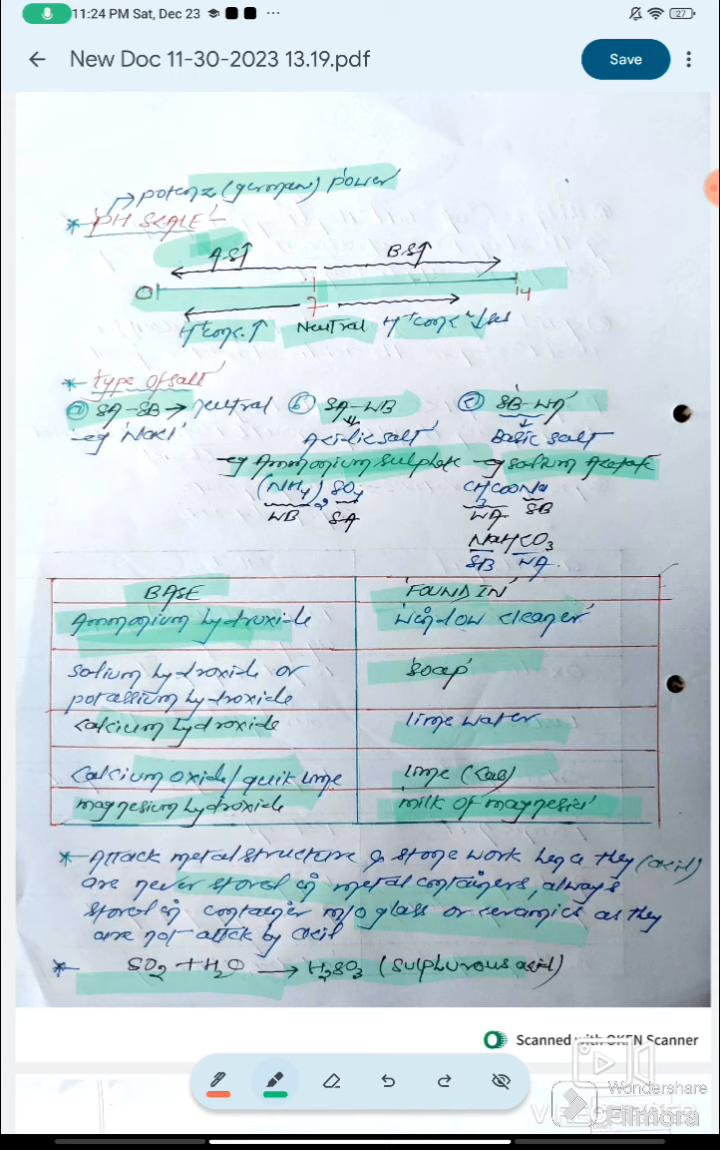 11:24 PM Sat, Dec 23 ...
27
New Doc 11-30-2023 13.19.pdf
Save
potenz (german) power
* 'PH SCALE'-
A.S↑ B.S↑
0 7 14
H⁺conc.↑ Neutral H⁺conc
* type of salt
(a) SA-SB → neutral (b) SA-WB (c) SB-WA
-eg 'Nacl' Acidic salt Basic salt
-eg Ammonium sulphate -eg sodium Acetate
(NH4)2 SO4 CH3COONa
WB SA WA SB
NaHCO3
SB WA
BASE 'FOUND IN'
Ammonium hydroxide window cleaner
Sodium hydroxide or 'soap'
potassium hydroxide
calcium hydroxide lime water
Calcium oxide/quik lime lime (CaO)
magnesium hydroxide milk of magnesia
* Attack metal structure & stone work henc they (acid)
are never stored in metal containers, always
stored in container m/o glass or ceramics as they
are not attack by acid
* SO2 + H2O → H2SO3 (sulphurous acid)
Scanned with OKEN Scanner
Wondershare
Filmora